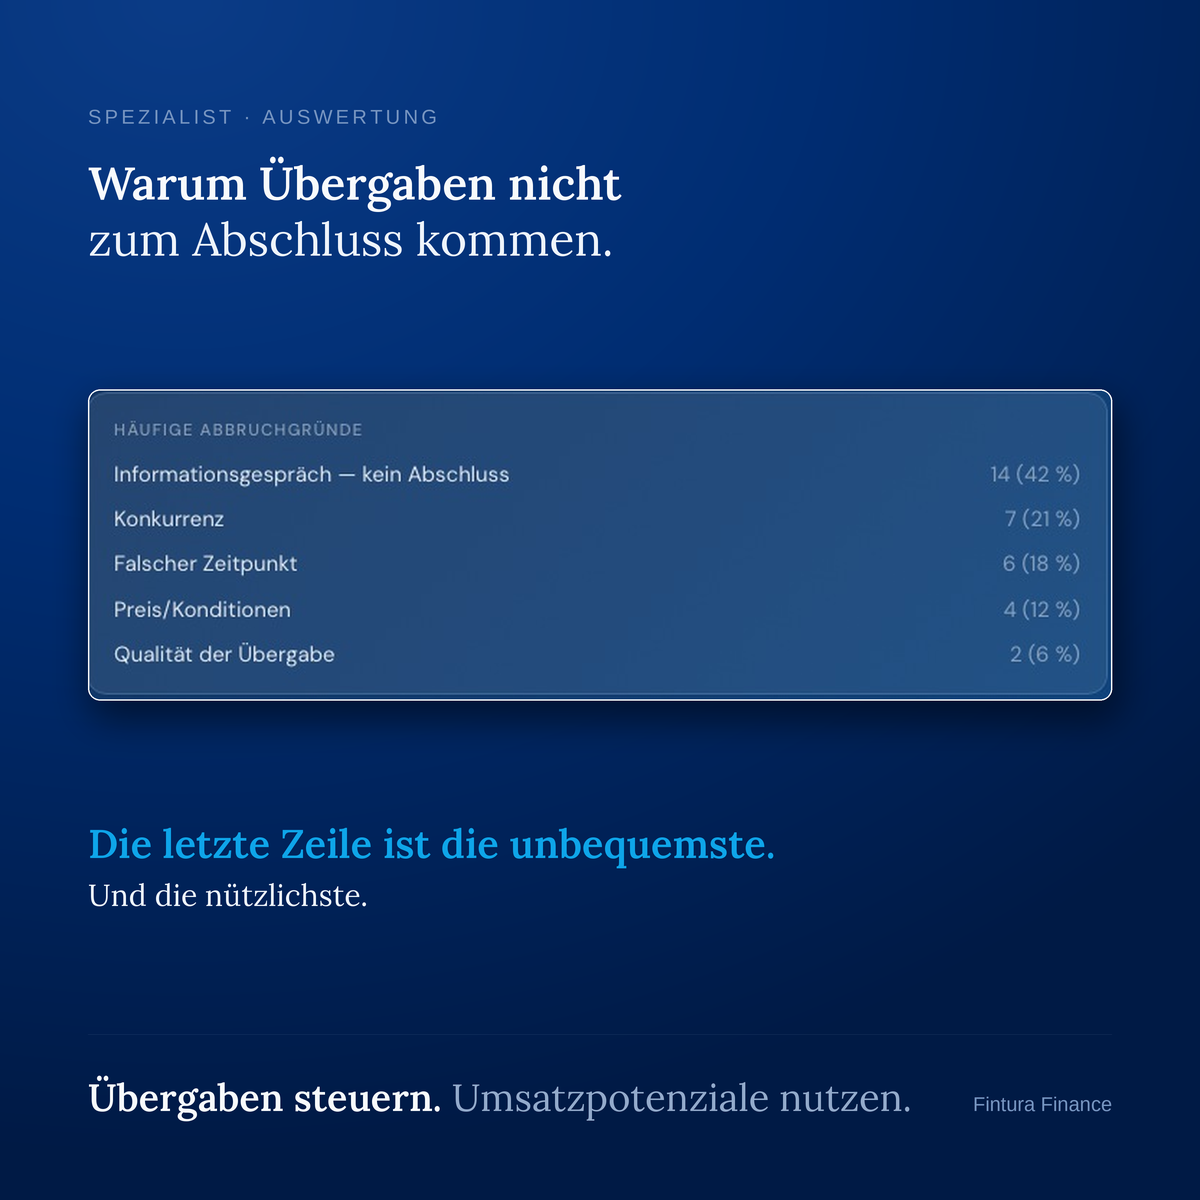 SPEZIALIST · AUSWERTUNG
Warum Übergaben nicht
zum Abschluss kommen.
HÄUFIGE ABBRUCHGRÜNDE
Informationsgespräch — kein Abschluss 14 (42 %)
Konkurrenz 7 (21 %)
Falscher Zeitpunkt 6 (18 %)
Preis/Konditionen 4 (12 %)
Qualität der Übergabe 2 (6 %)
Die letzte Zeile ist die unbequemste.
Und die nützlichste.
Übergaben steuern. Umsatzpotenziale nutzen. Fintura Finance